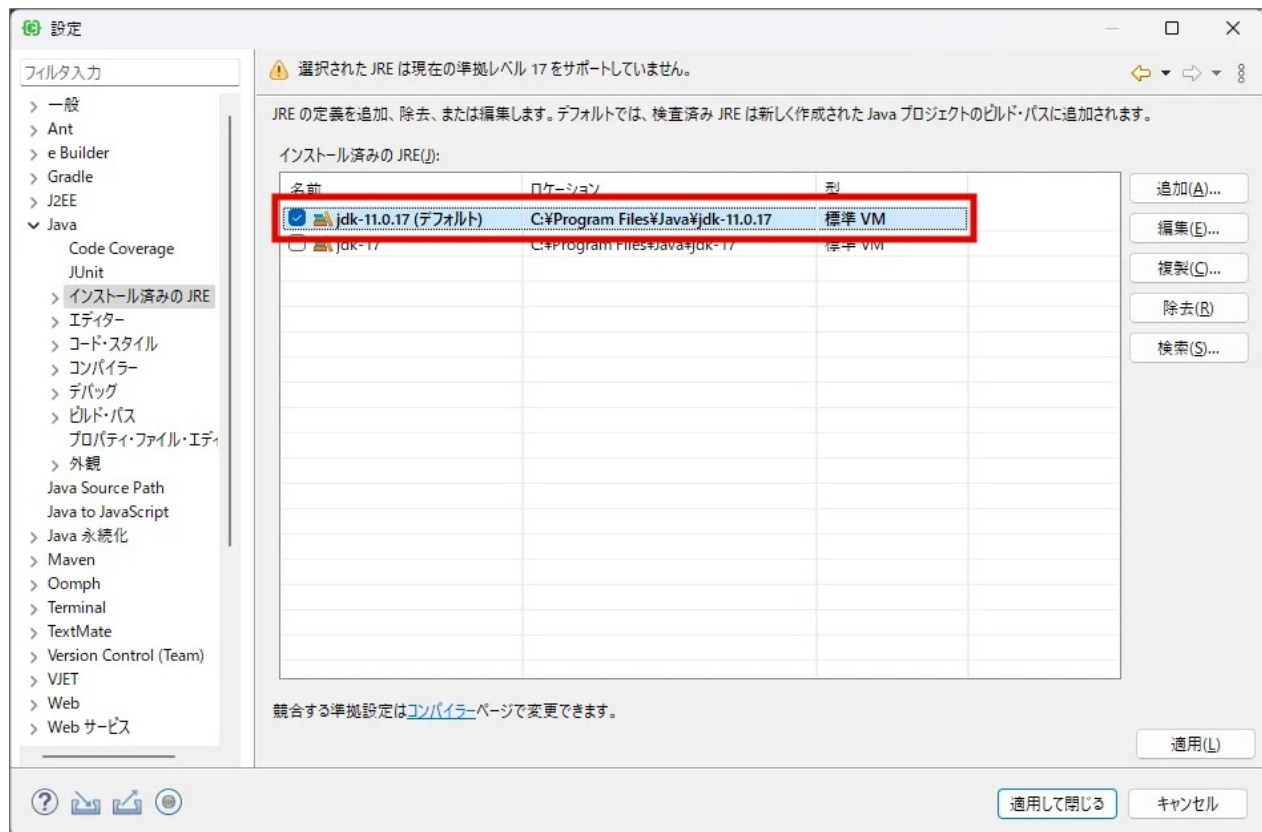 設定
フィルタ入力
一般
Ant
e Builder
Gradle
J2EE
Java
Code Coverage
JUnit
インストール済みの JRE
エディター
コード・スタイル
コンパイラー
デバッグ
ビルド・パス
プロパティ・ファイル・エディ
外観
Java Source Path
Java to JavaScript
Java 永続化
Maven
Oomph
Terminal
TextMate
Version Control (Team)
VJET
Web
Web サービス
選択された JRE は現在の準拠レベル 17 をサポートしていません。
JRE の定義を追加、除去、または編集します。デフォルトでは、検査済み JRE は新しく作成された Java プロジェクトのビルド・パスに追加されます。
インストール済みの JRE(J):
名前 ロケーション 型
jdk-11.0.17 (デフォルト) C:¥Program Files¥Java¥jdk-11.0.17 標準 VM
jdk-17 C:¥Program Files¥Java¥jdk-17 標準 VM
追加(A)...
編集(E)...
複製(C)...
除去(R)
検索(S)...
競合する準拠設定はコンパイラーページで変更できます。
適用(L)
適用して閉じる
キャンセル